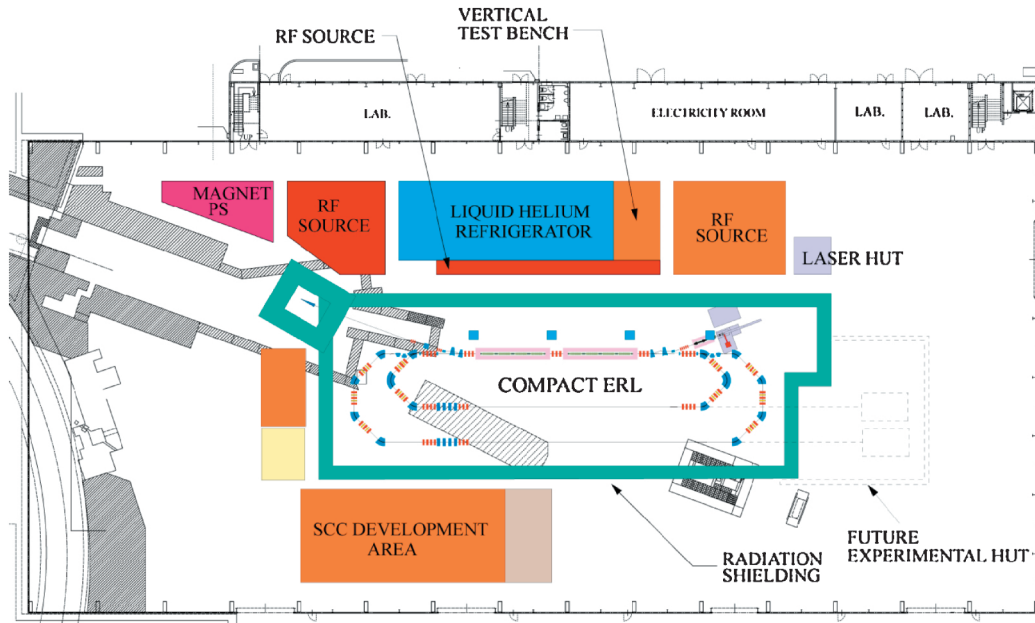 VERTICAL
TEST BENCH
RF SOURCE
LAB.
ELECTRICITY ROOM
LAB.
LAB.
UP
MAGNET
PS
RF
SOURCE
LIQUID HELIUM
REFRIGERATOR
RF
SOURCE
LASER HUT
COMPACT ERL
SCC DEVELOPMENT
AREA
RADIATION
SHIELDING
FUTURE
EXPERIMENTAL HUT